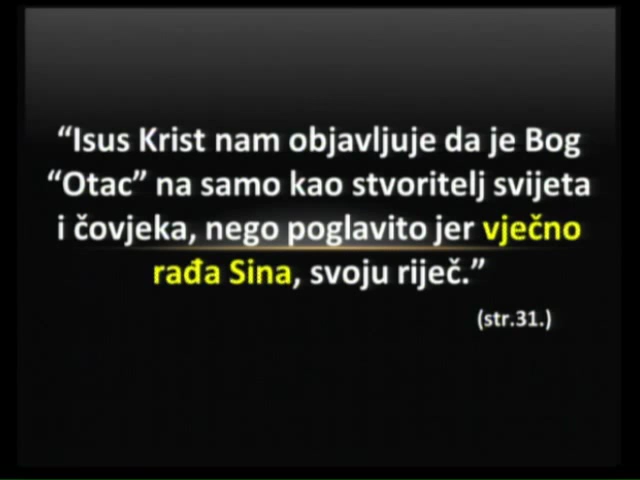 “Isus Krist nam objavljuje da je Bog
“Otac” na samo kao stvoritelj svijeta
i čovjeka, nego poglavito jer vječno
rađa Sina, svoju riječ.”
(str.31.)